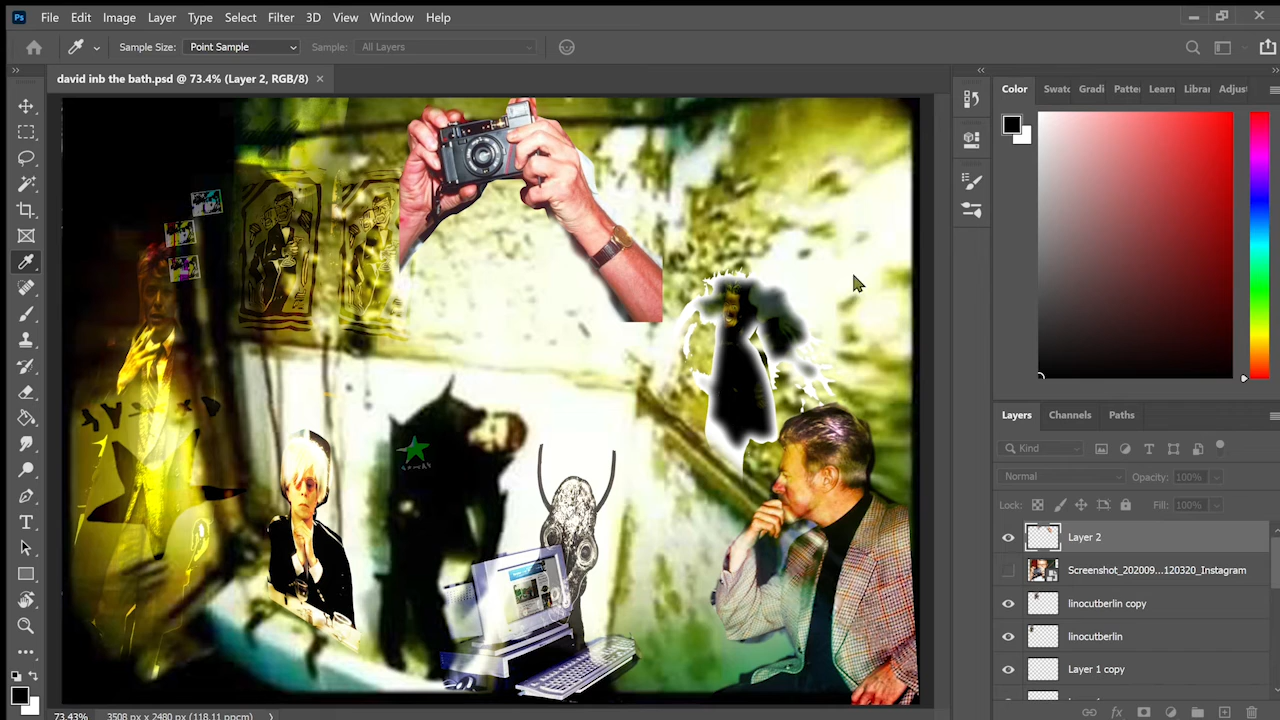 Ps File Edit Image Layer Type Select Filter 3D View Window Help
Sample Size: Point Sample Sample: All Layers
david inb the bath.psd @ 73.4% (Layer 2, RGB/8) ×
Color Swatc Gradi Patte Learn Librar Adjus
Layers Channels Paths
Kind
Normal Opacity: 100%
Lock: Fill: 100%
Layer 2
Screenshot_202009...120320_Instagram
linocutberlin copy
linocutberlin
Layer 1 copy
fx
73.43% 3508 px x 2480 px (118.11 ppcm)